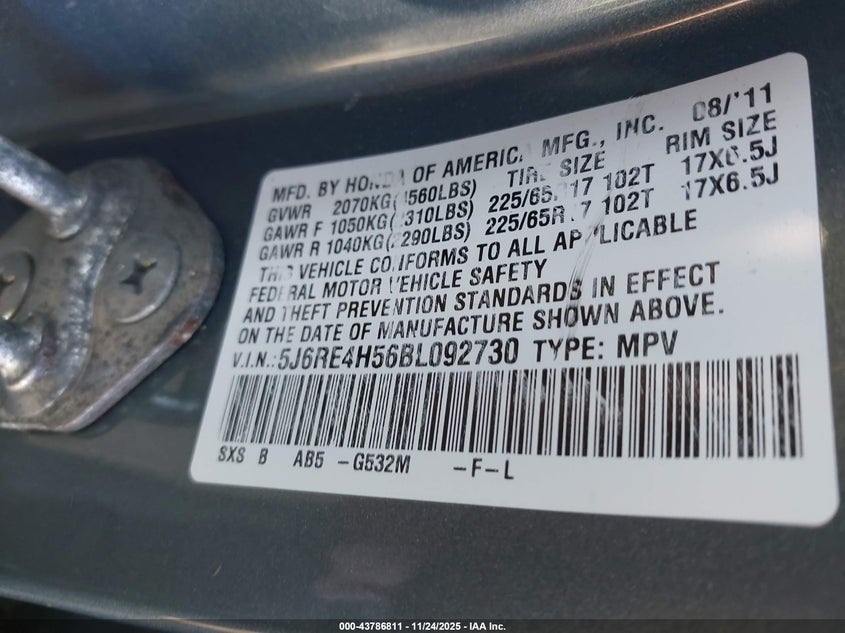 MFD. BY HONDA OF AMERICA MFG., INC. 08/'11
GVWR 2070KG(4560LBS) TIRE SIZE RIM SIZE
GAWR F 1050KG(2310LBS) 225/65R17 102T 17X6.5J
GAWR R 1040KG(2290LBS) 225/65R17 102T 17X6.5J
THIS VEHICLE CONFORMS TO ALL APPLICABLE
FEDERAL MOTOR VEHICLE SAFETY
AND THEFT PREVENTION STANDARDS IN EFFECT
ON THE DATE OF MANUFACTURE SHOWN ABOVE.
V.I.N.: 5J6RE4H56BL092730 TYPE: MPV
SXS B AB5 -G532M -F-L
000-43786811 - 11/24/2025 - IAA Inc.